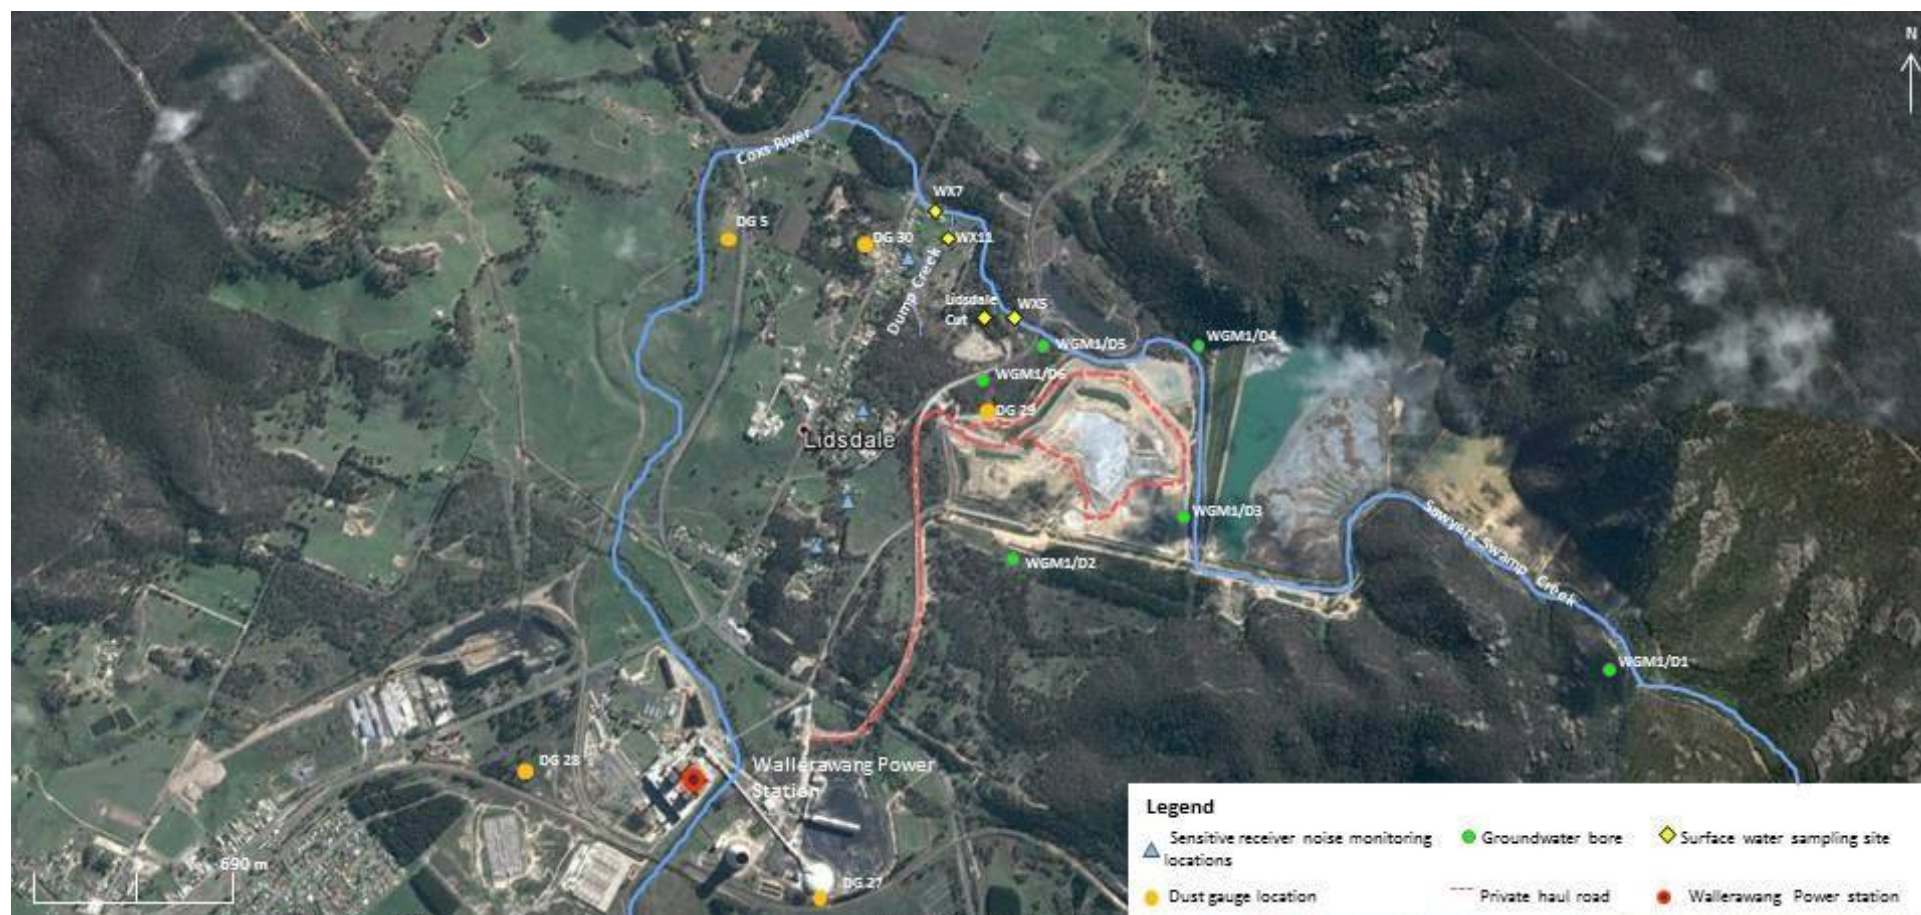 N
Coxs River
WX7
DG 5
DG 30
WX11
Dump Creek
Lidsdale
Cut
WX5
WGM1/D5
WGM1/D4
WGM1/D6
DG 29
Lidsdale
WGM1/D3
Sawyers Swamp Creek
WGM1/D2
WGM1/D1
DG 28
Wallerawang Power
Station
690 m
DG 27
Legend
Sensitive receiver noise monitoring
locations
Groundwater bore
Surface water sampling site
Dust gauge location
Private haul road
Wallerawang Power station